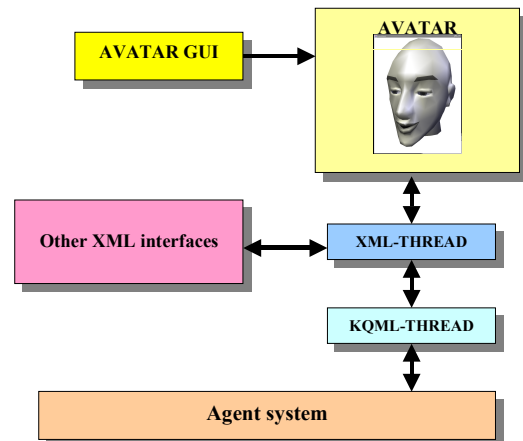 AVATAR
AVATAR GUI
Other XML interfaces
XML-THREAD
KQML-THREAD
Agent system